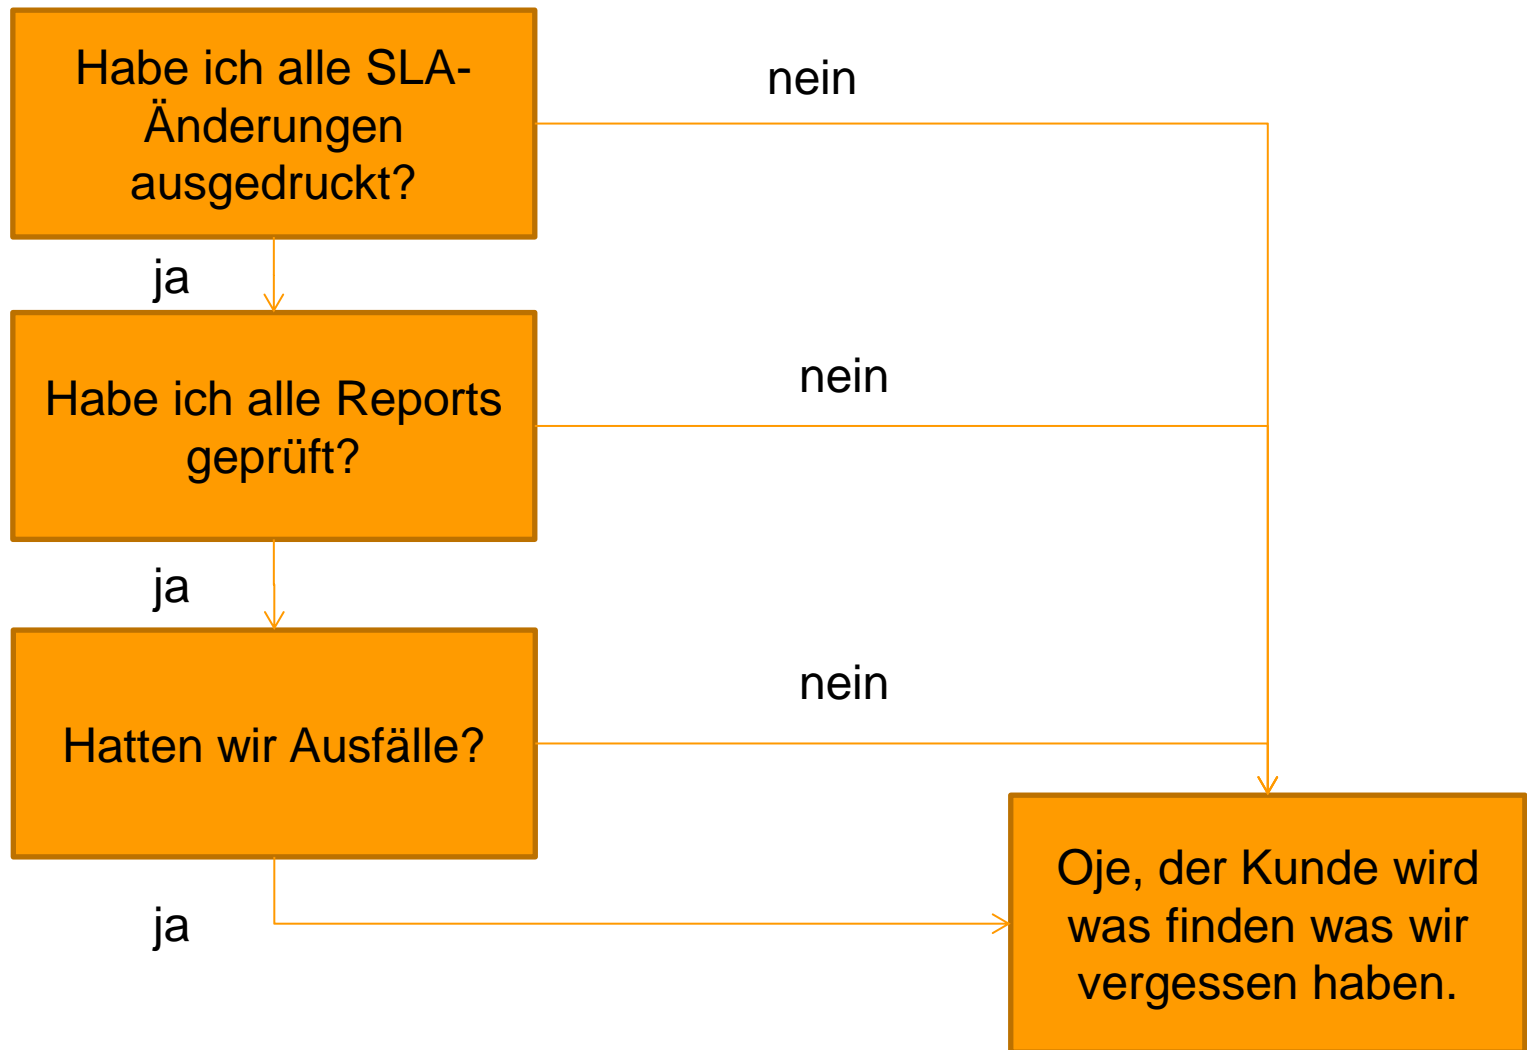 Habe ich alle SLA-
Änderungen
ausgedruckt?
nein
ja
Habe ich alle Reports
geprüft?
nein
ja
Hatten wir Ausfälle?
nein
ja
Oje, der Kunde wird
was finden was wir
vergessen haben.